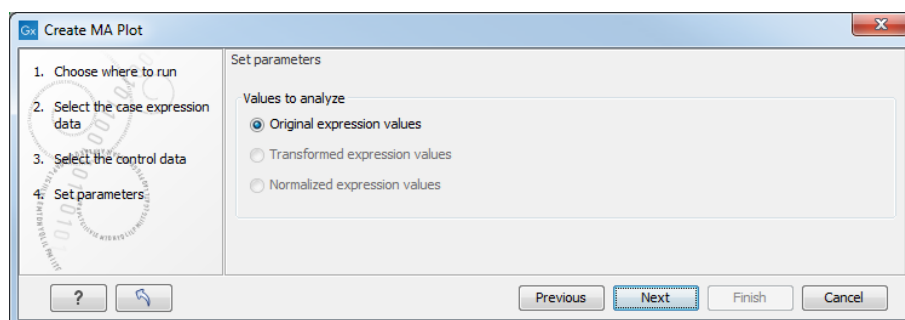 Gx Create MA Plot
1. Choose where to run
2. Select the case expression
data
3. Select the control data
4. Set parameters
Set parameters
Values to analyze
Original expression values
Transformed expression values
Normalized expression values
?
Previous
Next
Finish
Cancel